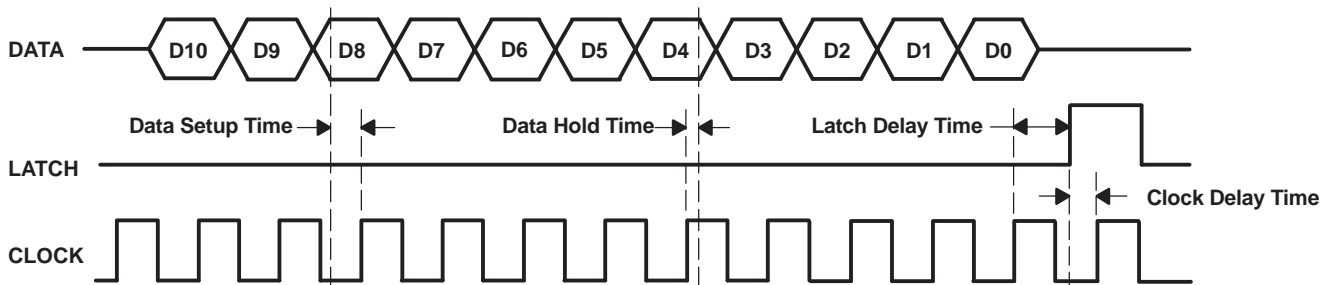 DATA
D10 D9 D8 D7 D6 D5 D4 D3 D2 D1 D0
Data Setup Time
Data Hold Time
Latch Delay Time
LATCH
Clock Delay Time
CLOCK